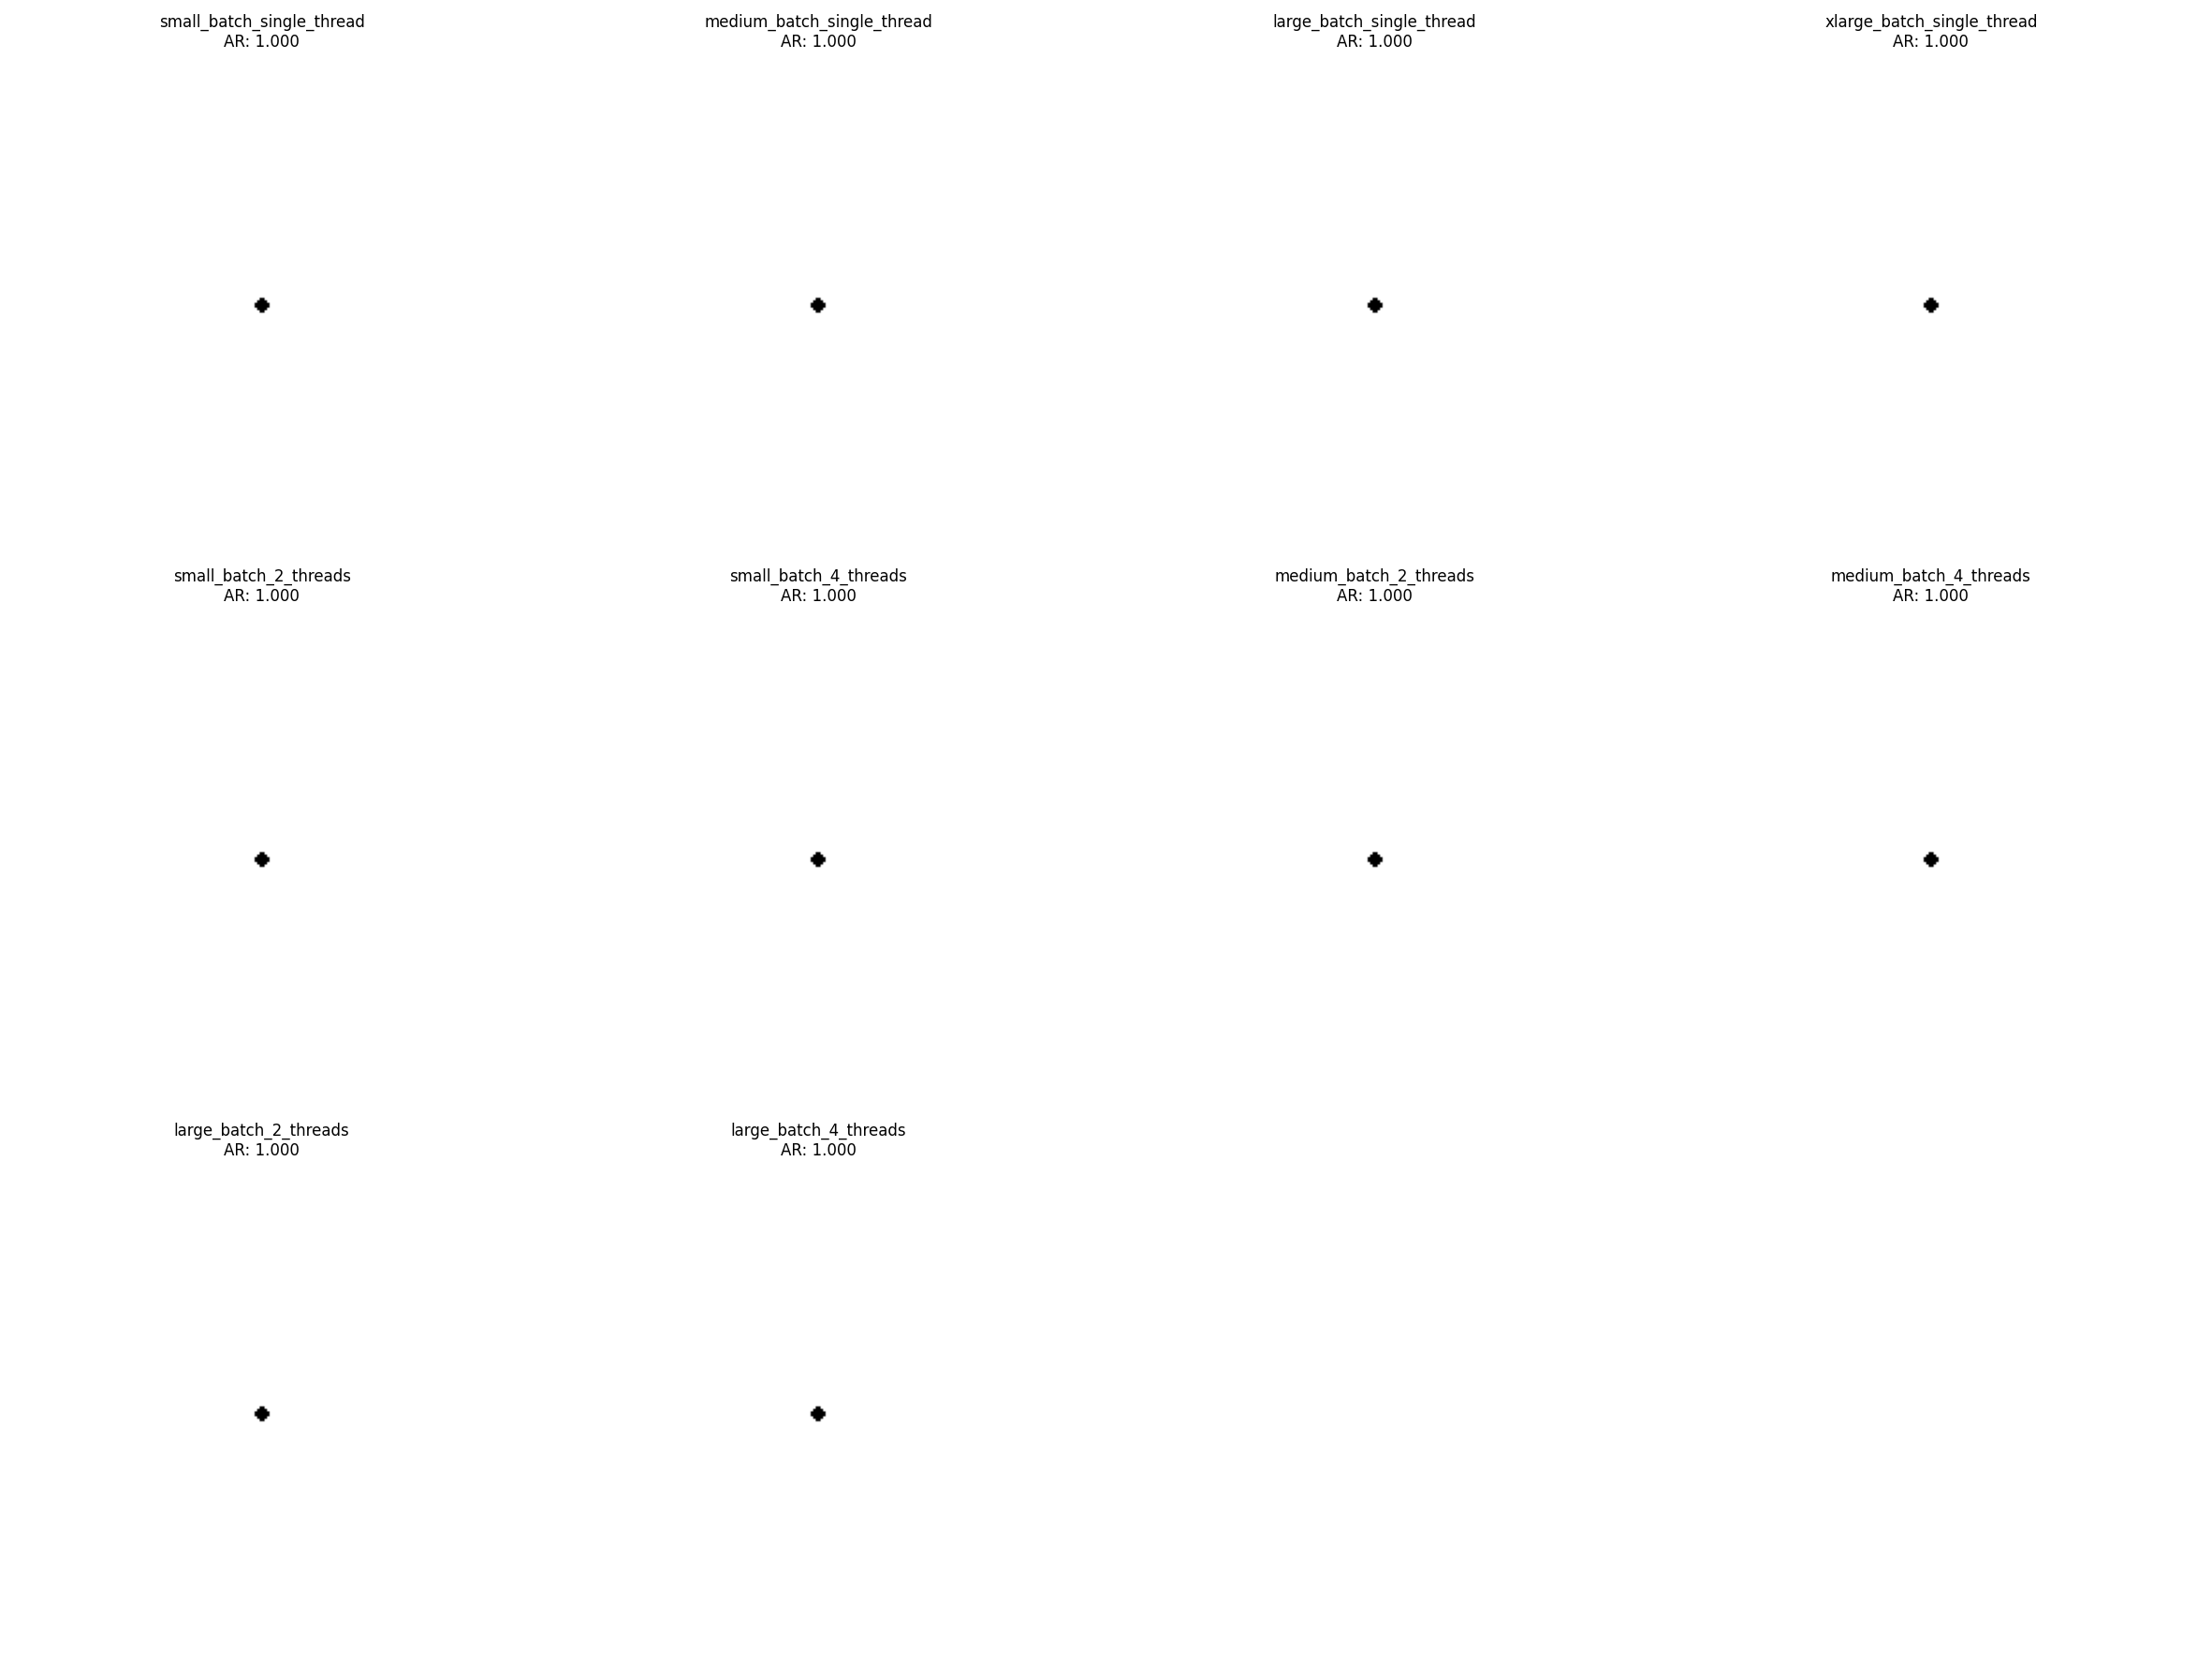 small_batch_single_thread
AR: 1.000
medium_batch_single_thread
AR: 1.000
large_batch_single_thread
AR: 1.000
xlarge_batch_single_thread
AR: 1.000
small_batch_2_threads
AR: 1.000
small_batch_4_threads
AR: 1.000
medium_batch_2_threads
AR: 1.000
medium_batch_4_threads
AR: 1.000
large_batch_2_threads
AR: 1.000
large_batch_4_threads
AR: 1.000